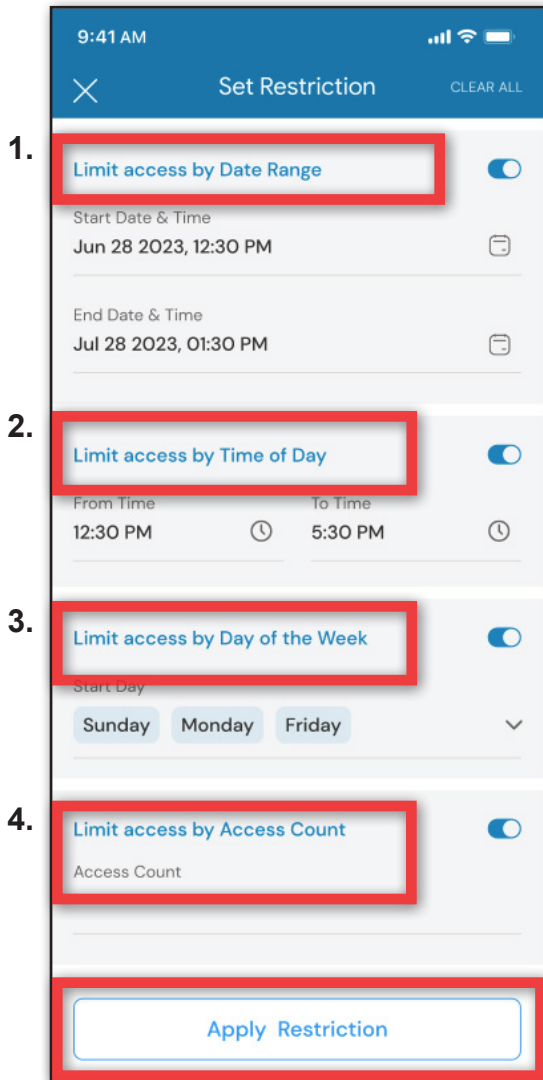 9:41 AM
Set Restriction CLEAR ALL
1.
Limit access by Date Range
Start Date & Time
Jun 28 2023, 12:30 PM
End Date & Time
Jul 28 2023, 01:30 PM
2.
Limit access by Time of Day
From Time To Time
12:30 PM 5:30 PM
3.
Limit access by Day of the Week
Start Day
Sunday Monday Friday
4.
Limit access by Access Count
Access Count
Apply Restriction